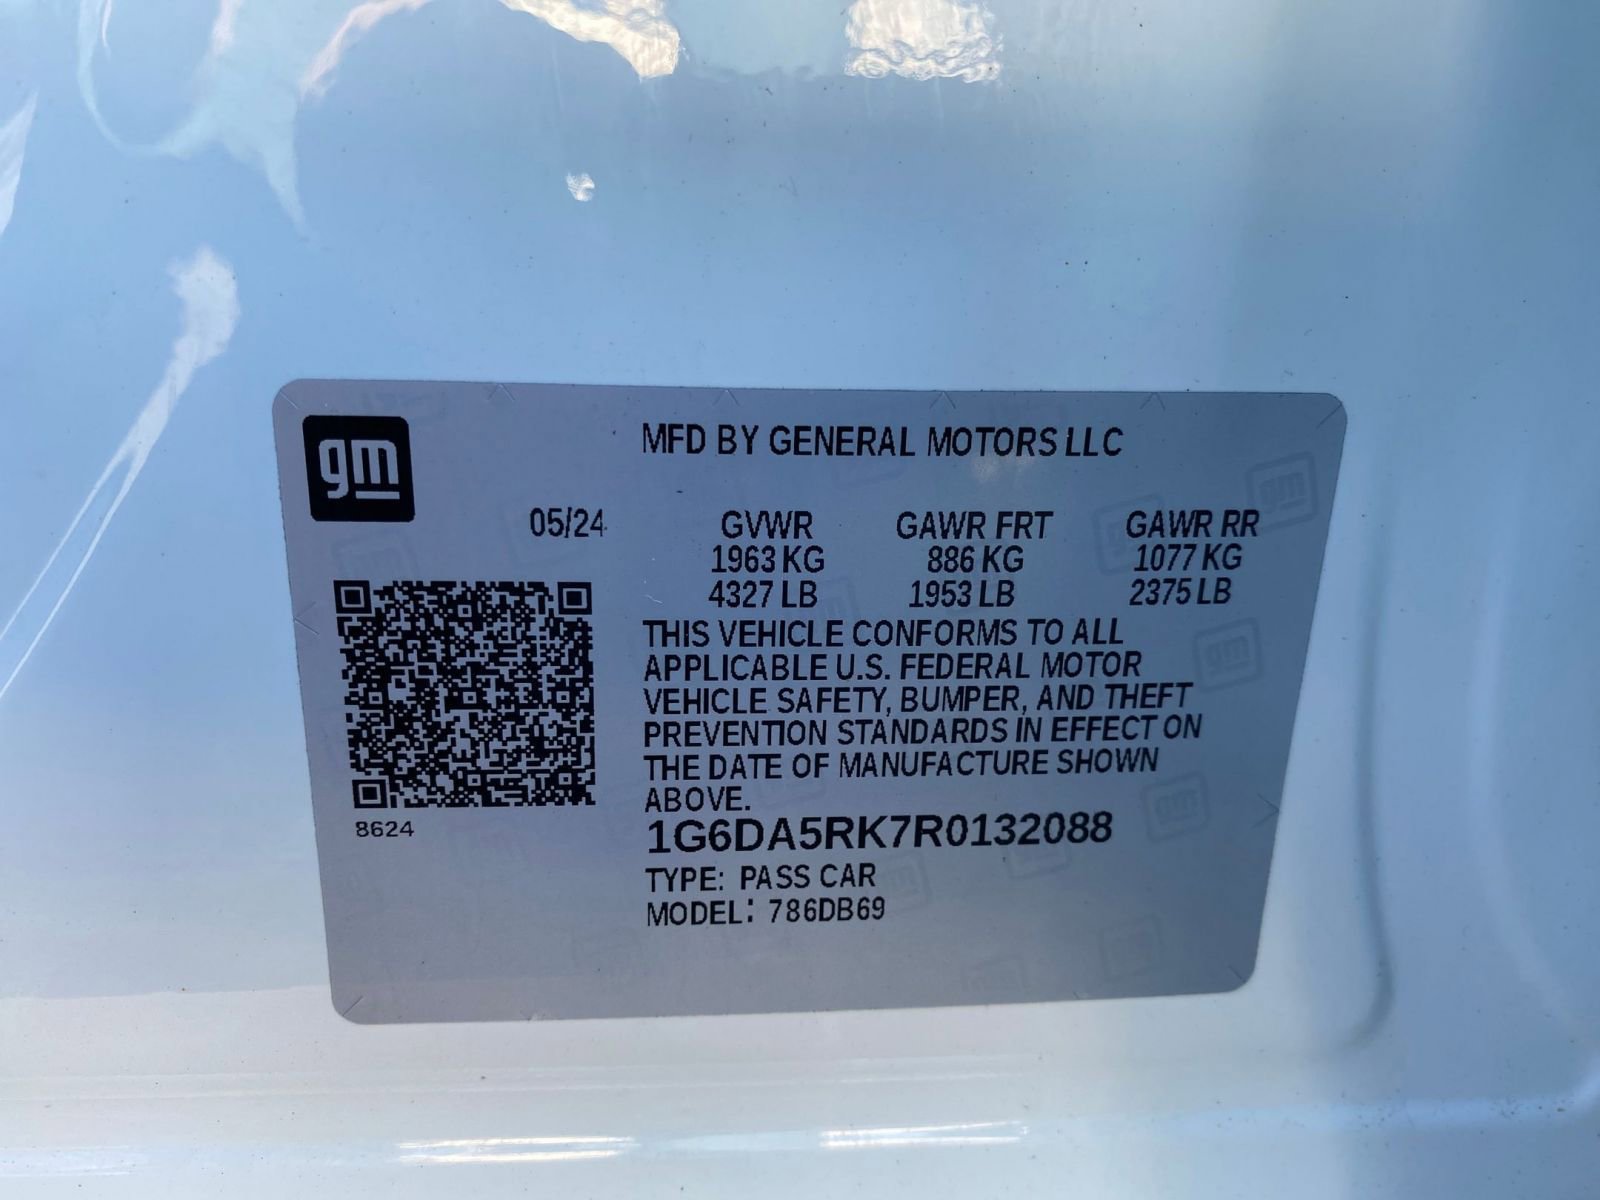 gm
MFD BY GENERAL MOTORS LLC
05/24 GVWR GAWR FRT GAWR RR
1963 KG 886 KG 1077 KG
4327 LB 1953 LB 2375 LB
THIS VEHICLE CONFORMS TO ALL
APPLICABLE U.S. FEDERAL MOTOR
VEHICLE SAFETY, BUMPER, AND THEFT
PREVENTION STANDARDS IN EFFECT ON
THE DATE OF MANUFACTURE SHOWN
ABOVE.
8624
1G6DA5RK7R0132088
TYPE: PASS CAR
MODEL: 786DB69